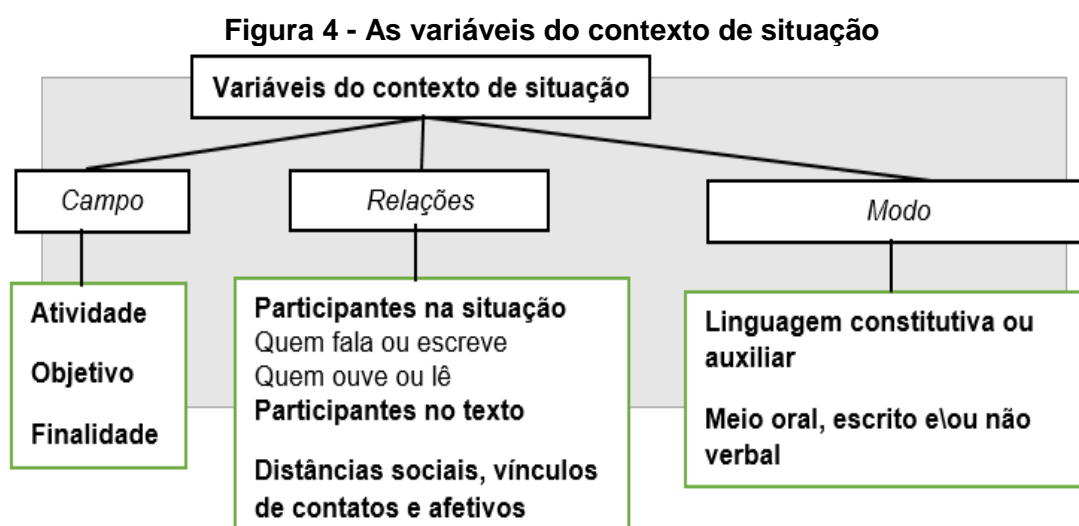 Figura 4 - As variáveis do contexto de situação
Variáveis do contexto de situação
Campo
Relações
Modo
Atividade
Objetivo
Finalidade
Participantes na situação
Quem fala ou escreve
Quem ouve ou lê
Participantes no texto
Distâncias sociais, vínculos
de contatos e afetivos
Linguagem constitutiva ou
auxiliar
Meio oral, escrito e\ou não
verbal